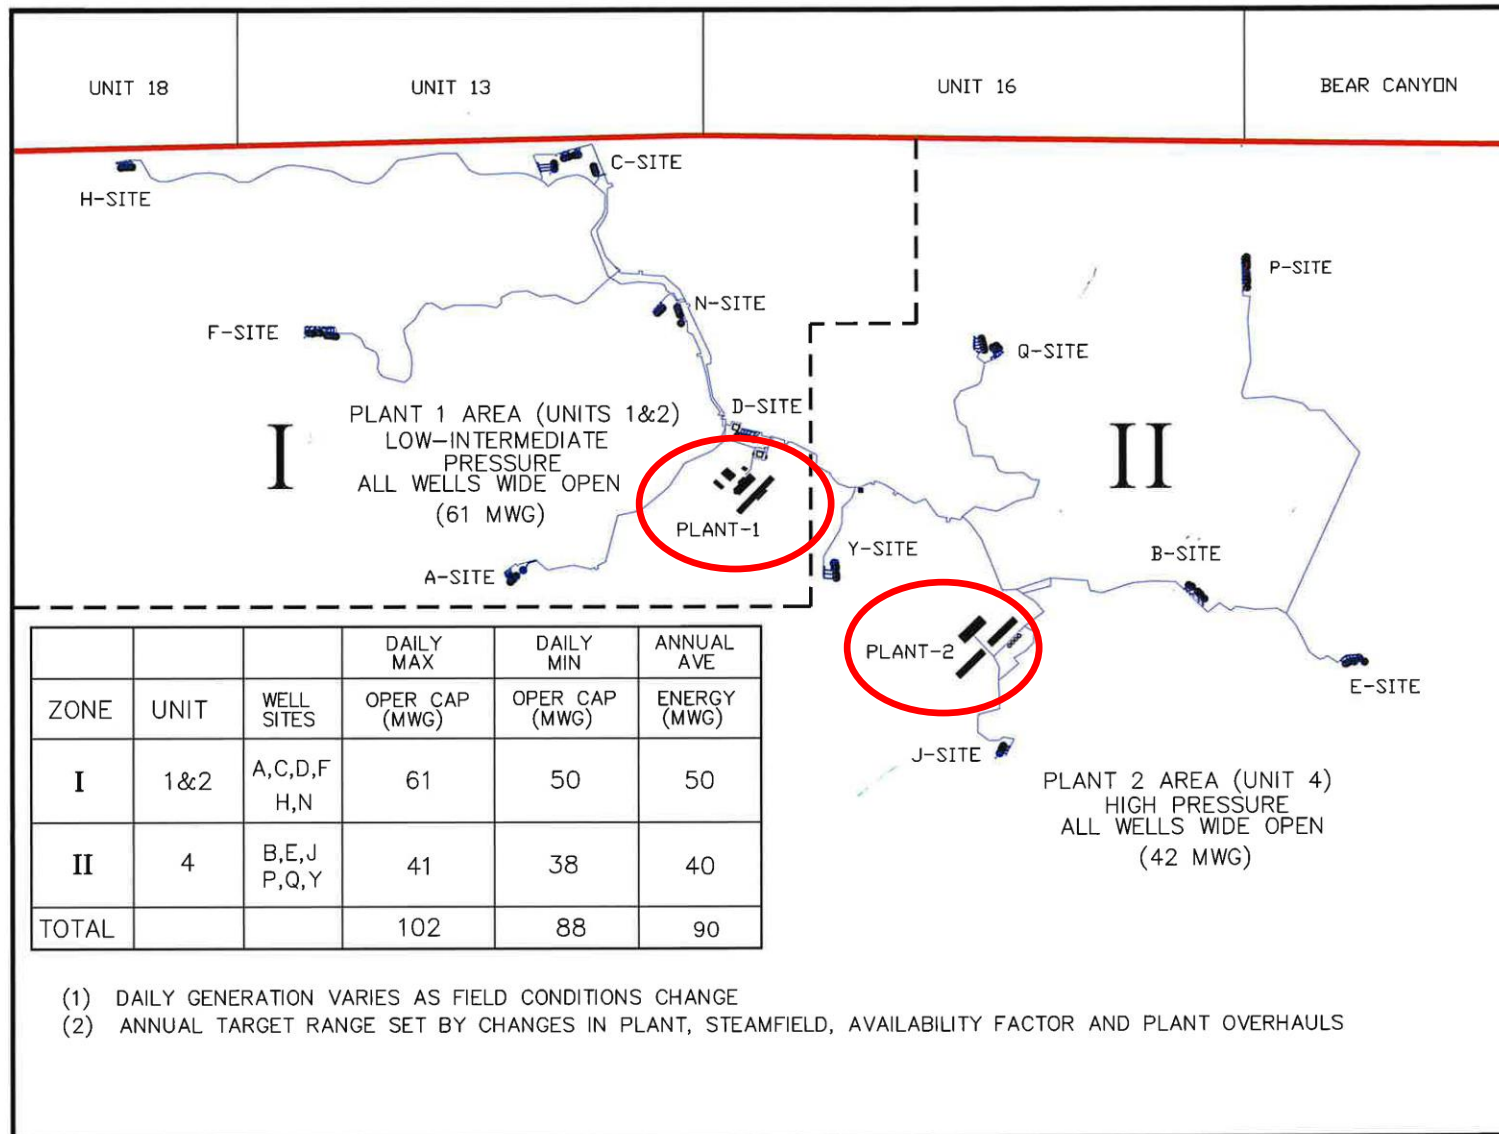 UNIT 18
UNIT 13
UNIT 16
BEAR CANYON
C-SITE
H-SITE
P-SITE
N-SITE
F-SITE
Q-SITE
D-SITE
I
PLANT 1 AREA (UNITS 1&2)
LOW-INTERMEDIATE
PRESSURE
ALL WELLS WIDE OPEN
(61 MWG)
II
PLANT-1
Y-SITE
B-SITE
A-SITE
PLANT-2
E-SITE
J-SITE
PLANT 2 AREA (UNIT 4)
HIGH PRESSURE
ALL WELLS WIDE OPEN
(42 MWG)
DAILY MAX DAILY MIN ANNUAL AVE
ZONE UNIT WELL SITES OPER CAP (MWG) OPER CAP (MWG) ENERGY (MWG)
I 1&2 A,C,D,F H,N 61 50 50
II 4 B,E,J P,Q,Y 41 38 40
TOTAL 102 88 90
(1) DAILY GENERATION VARIES AS FIELD CONDITIONS CHANGE
(2) ANNUAL TARGET RANGE SET BY CHANGES IN PLANT, STEAMFIELD, AVAILABILITY FACTOR AND PLANT OVERHAULS